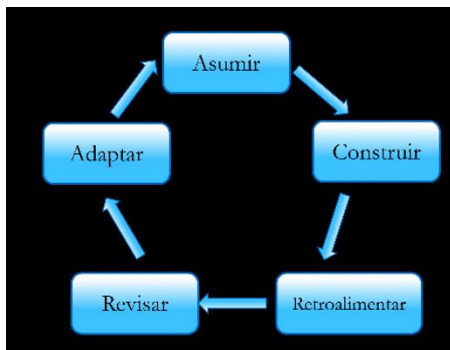 Asumir
Construir
Retroalimentar
Revisar
Adaptar